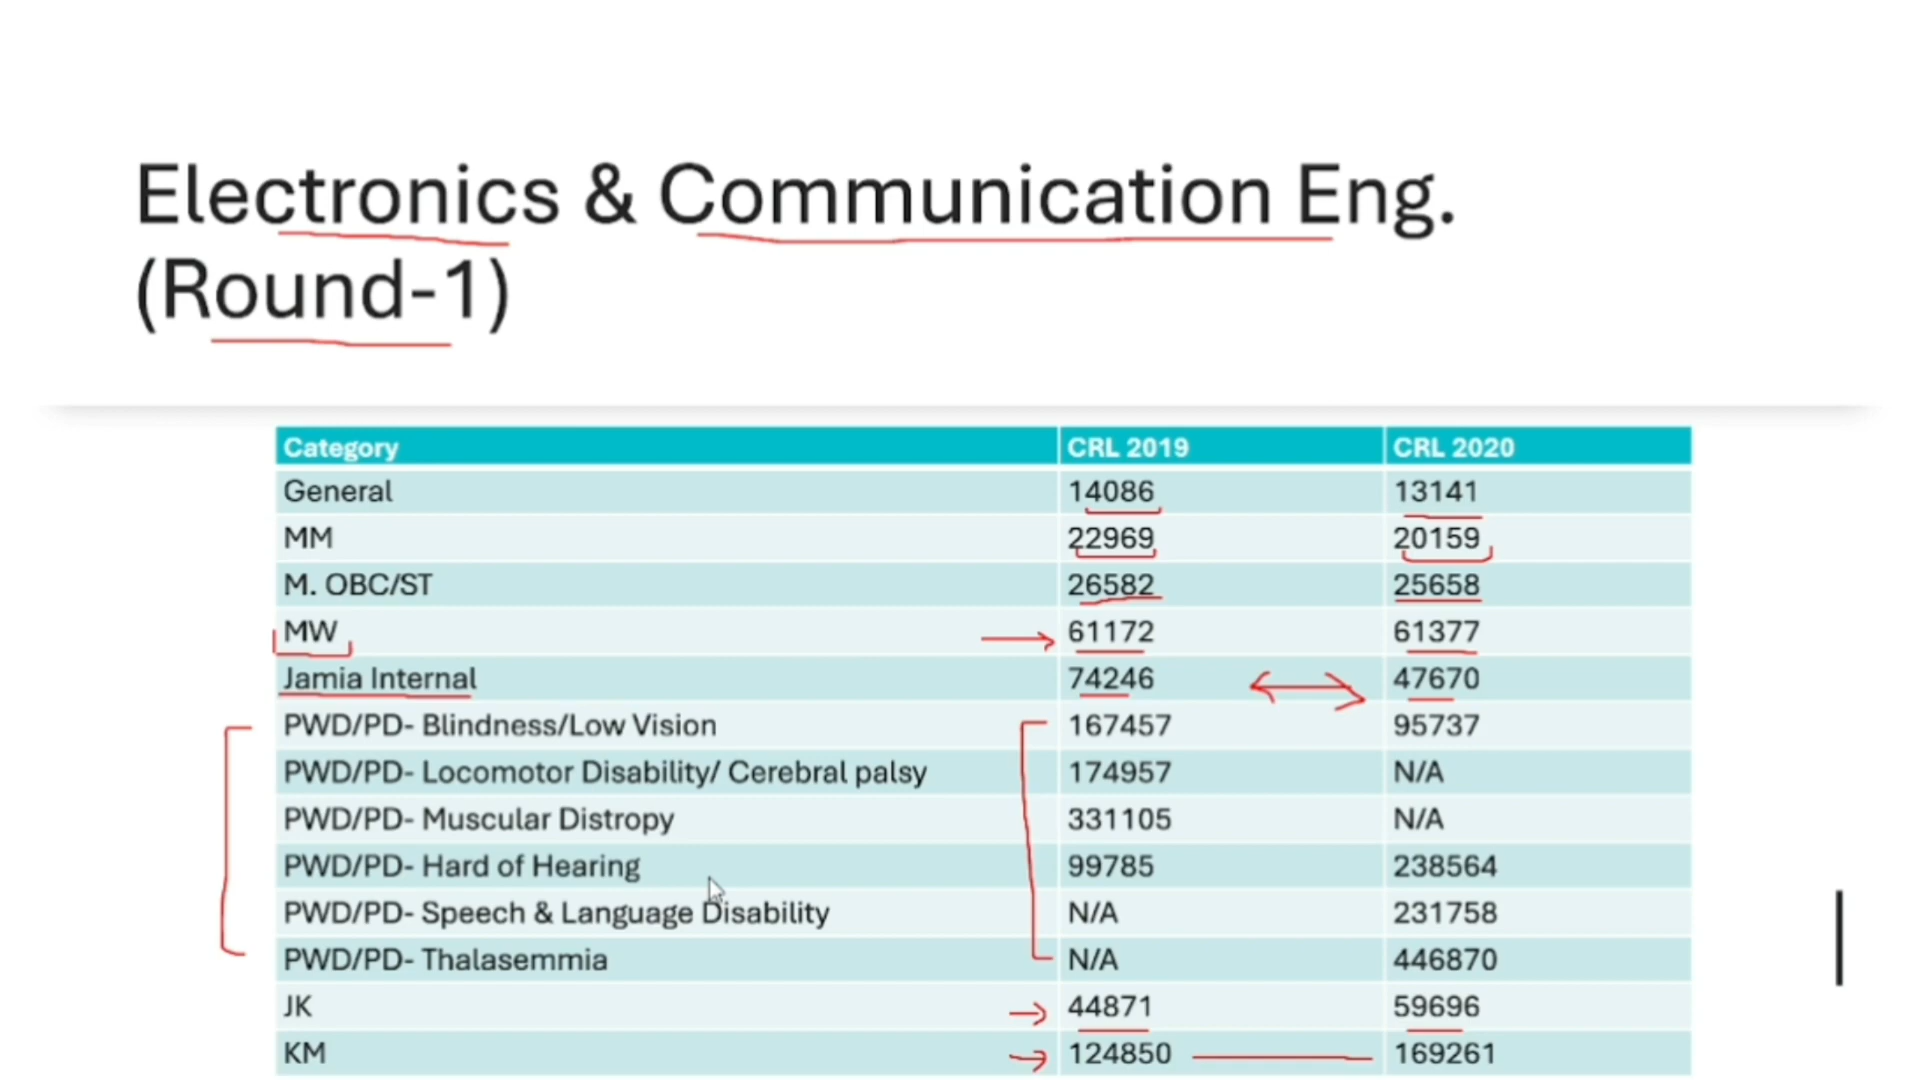 Electronics & Communication Eng.
(Round-1)
Category CRL 2019 CRL 2020
General 14086 13141
MM 22969 20159
M. OBC/ST 26582 25658
MW 61172 61377
Jamia Internal 74246 47670
PWD/PD- Blindness/Low Vision 167457 95737
PWD/PD- Locomotor Disability/ Cerebral palsy 174957 N/A
PWD/PD- Muscular Distropy 331105 N/A
PWD/PD- Hard of Hearing 99785 238564
PWD/PD- Speech & Language Disability N/A 231758
PWD/PD- Thalasemmia N/A 446870
JK 44871 59696
KM 124850 169261